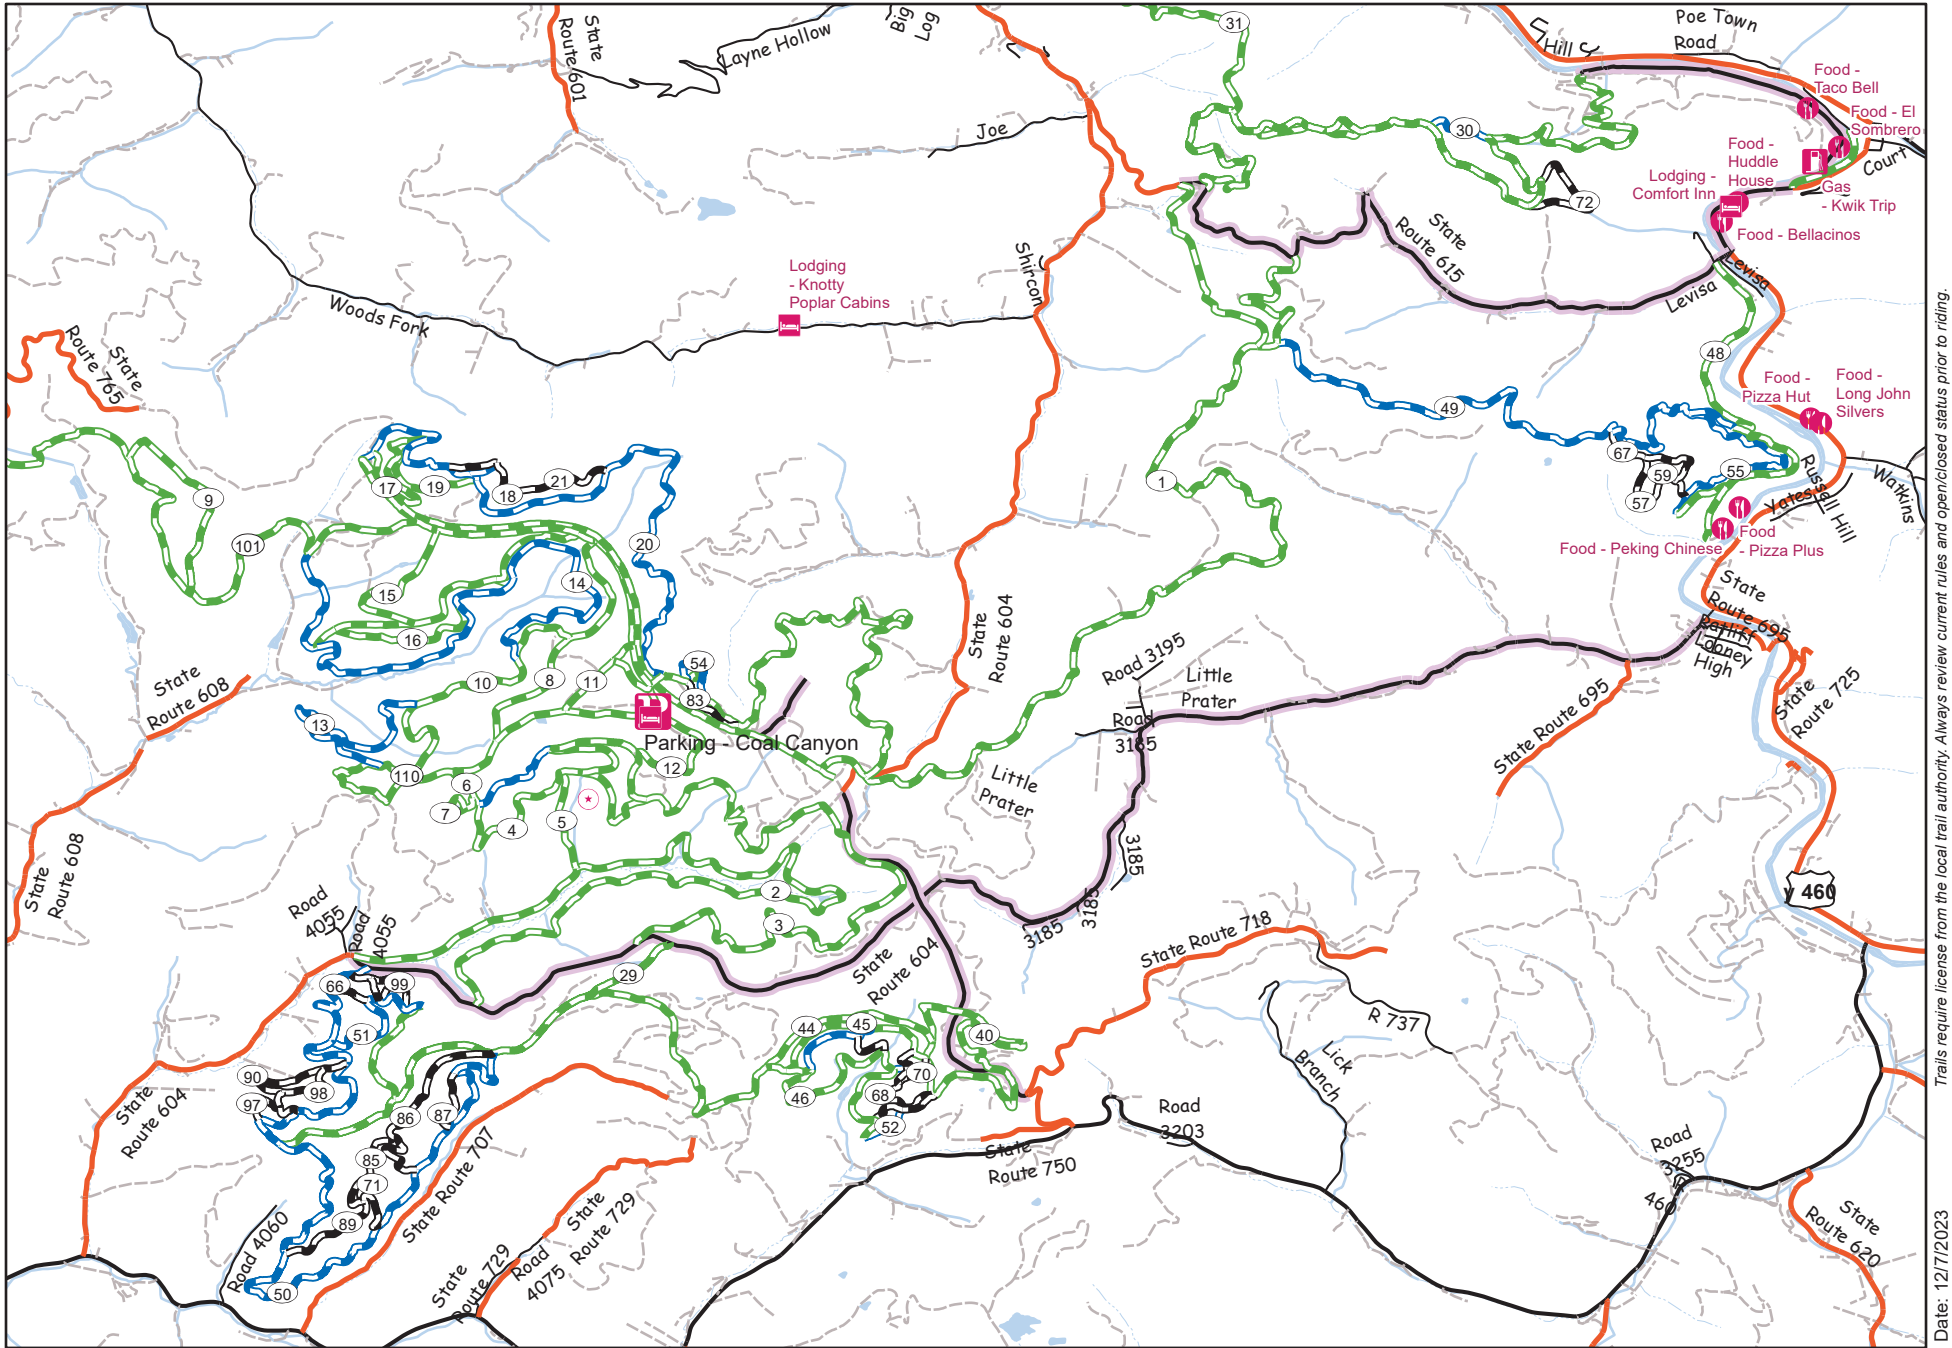 31
State
Route 601
Layne Hollow
Big
Log
Hill
Poe Town
Road
Food -
Taco Bell
Food - El
Sombrero
Court
Joe
30
Food -
Huddle
House
Lodging -
Comfort Inn
Gas
- Kwik Trip
72
Food - Bellacinos
State
Route 615
Levisa
Levisa
Shircon
Lodging
- Knotty
Poplar Cabins
Woods Fork
State
Route 765
48
Food -
Pizza Hut
Food -
Long John
Silvers
49
67
59
55
57
Russell Hill
Yates
Watkins
Food - Peking Chinese
Food
- Pizza Plus
1
9
101
17
19
18
21
20
15
14
16
State
Route 695
Ratliff
Looney
High
State
Route 725
State
Route 604
Road 3195
Little
Prater
Road
3185
State Route 695
State
Route 608
10
8
11
54
83
13
Parking - Coal Canyon
110
6
12
7
4
5
Little
Prater
3185
3185
3185
State
Route 608
2
3
Road
4055
Road
4055
State
Route 604
State Route 718
460
29
66
99
51
44
45
40
R 737
Lick
Branch
90
98
97
46
70
68
52
86
87
State
Route 604
85
71
89
50
State Route 707
Road 4060
State
Route 750
Road
3203
Road
3255
460
State
Route 620
State
Route 729
State
Route 729
Road
4075
Trails require license from the local trail authority. Always review current rules and open/closed status prior to riding.
Date: 12/7/2023